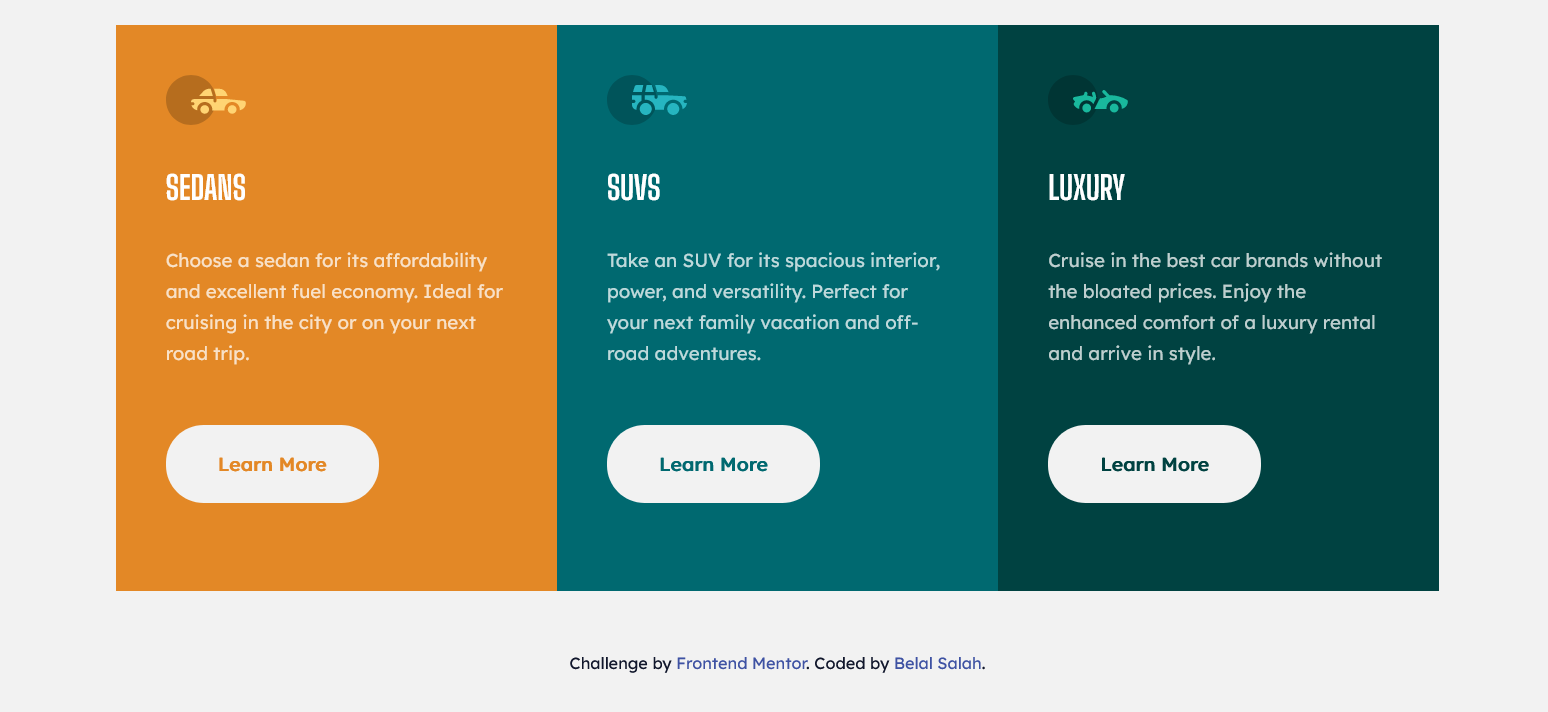 SEDANS
Choose a sedan for its affordability
and excellent fuel economy. Ideal for
cruising in the city or on your next
road trip.
Learn More
SUVS
Take an SUV for its spacious interior,
power, and versatility. Perfect for
your next family vacation and off-
road adventures.
Learn More
LUXURY
Cruise in the best car brands without
the bloated prices. Enjoy the
enhanced comfort of a luxury rental
and arrive in style.
Learn More
Challenge by Frontend Mentor. Coded by Belal Salah.